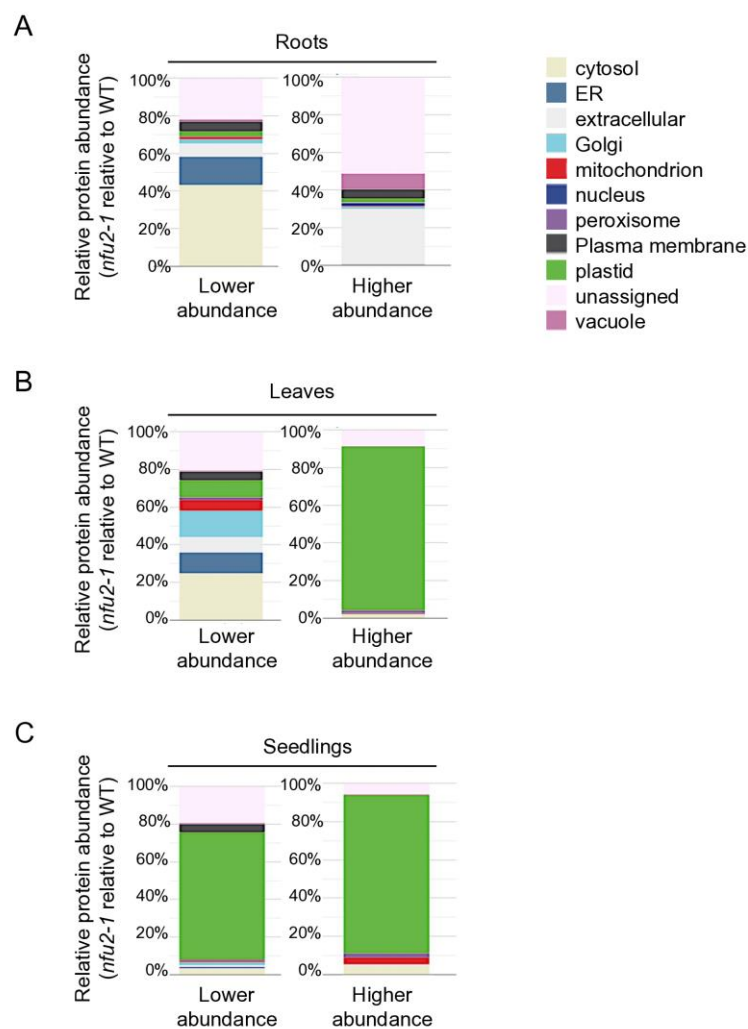 A
Roots
Relative protein abundance
(nfu2-1 relative to WT)
100%
80%
60%
40%
20%
0%
100%
80%
60%
40%
20%
0%
Lower
abundance
Higher
abundance
cytosol
ER
extracellular
Golgi
mitochondrion
nucleus
peroxisome
Plasma membrane
plastid
unassigned
vacuole
B
Leaves
Relative protein abundance
(nfu2-1 relative to WT)
100%
80%
60%
40%
20%
0%
100%
80%
60%
40%
20%
0%
Lower
abundance
Higher
abundance
C
Seedlings
Relative protein abundance
(nfu2-1 relative to WT)
100%
80%
60%
40%
20%
0%
100%
80%
60%
40%
20%
0%
Lower
abundance
Higher
abundance